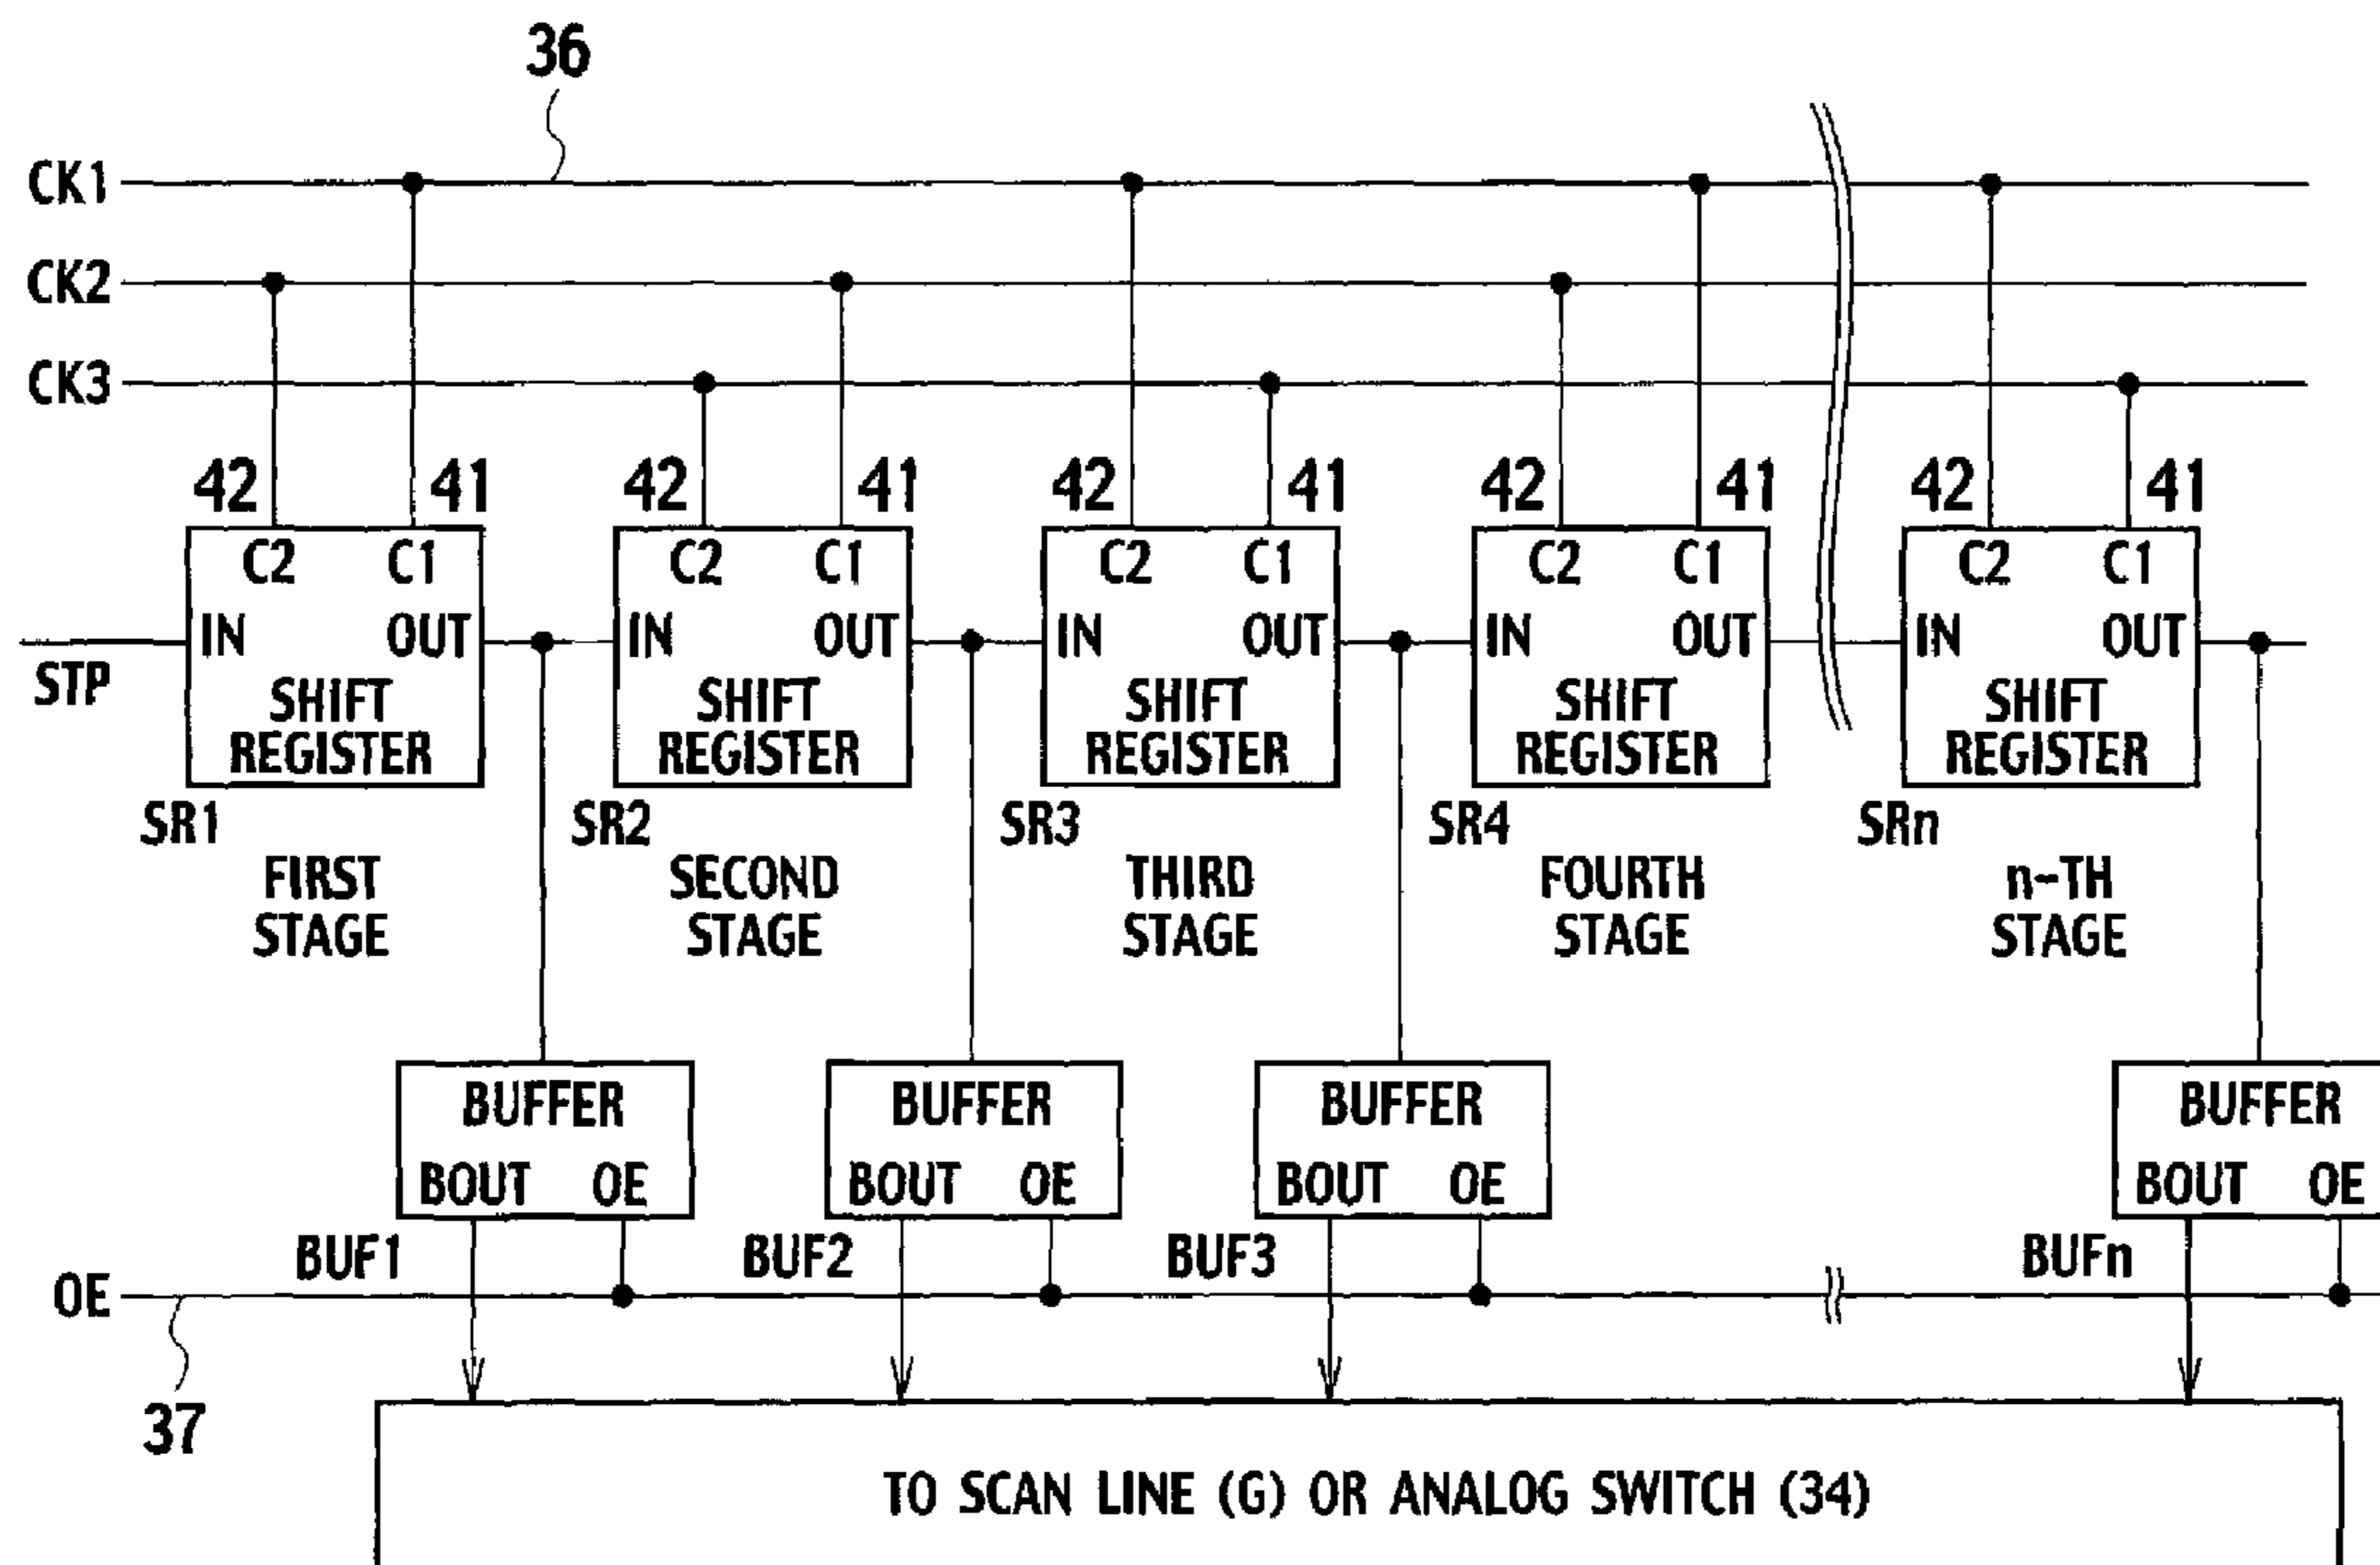 36
CK1
CK2
CK3
42 41 42 41 42 41 42 41 42 41
C2 C1 C2 C1 C2 C1 C2 C1 C2 C1
IN OUT IN OUT IN OUT IN OUT IN OUT
STP
SHIFT SHIFT SHIFT SHIFT SHIFT
REGISTER REGISTER REGISTER REGISTER REGISTER
SR1 SR2 SR3 SR4 SRn
FIRST SECOND THIRD FOURTH n-TH
STAGE STAGE STAGE STAGE STAGE
BUFFER BUFFER BUFFER BUFFER
BOUT OE BOUT OE BOUT OE BOUT OE
BUF1 BUF2 BUF3 BUFn
OE
37
TO SCAN LINE (G) OR ANALOG SWITCH (34)